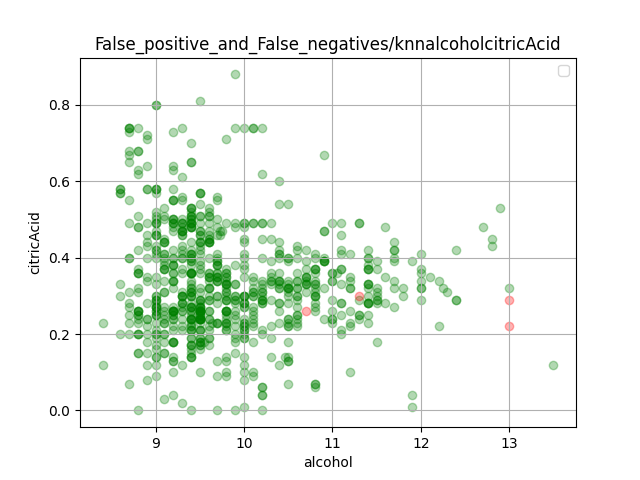 False_positive_and_False_negatives/knnalcoholcitricAcid
0.8
0.6
0.4
0.2
0.0
citricAcid
9 10 11 12 13
alcohol